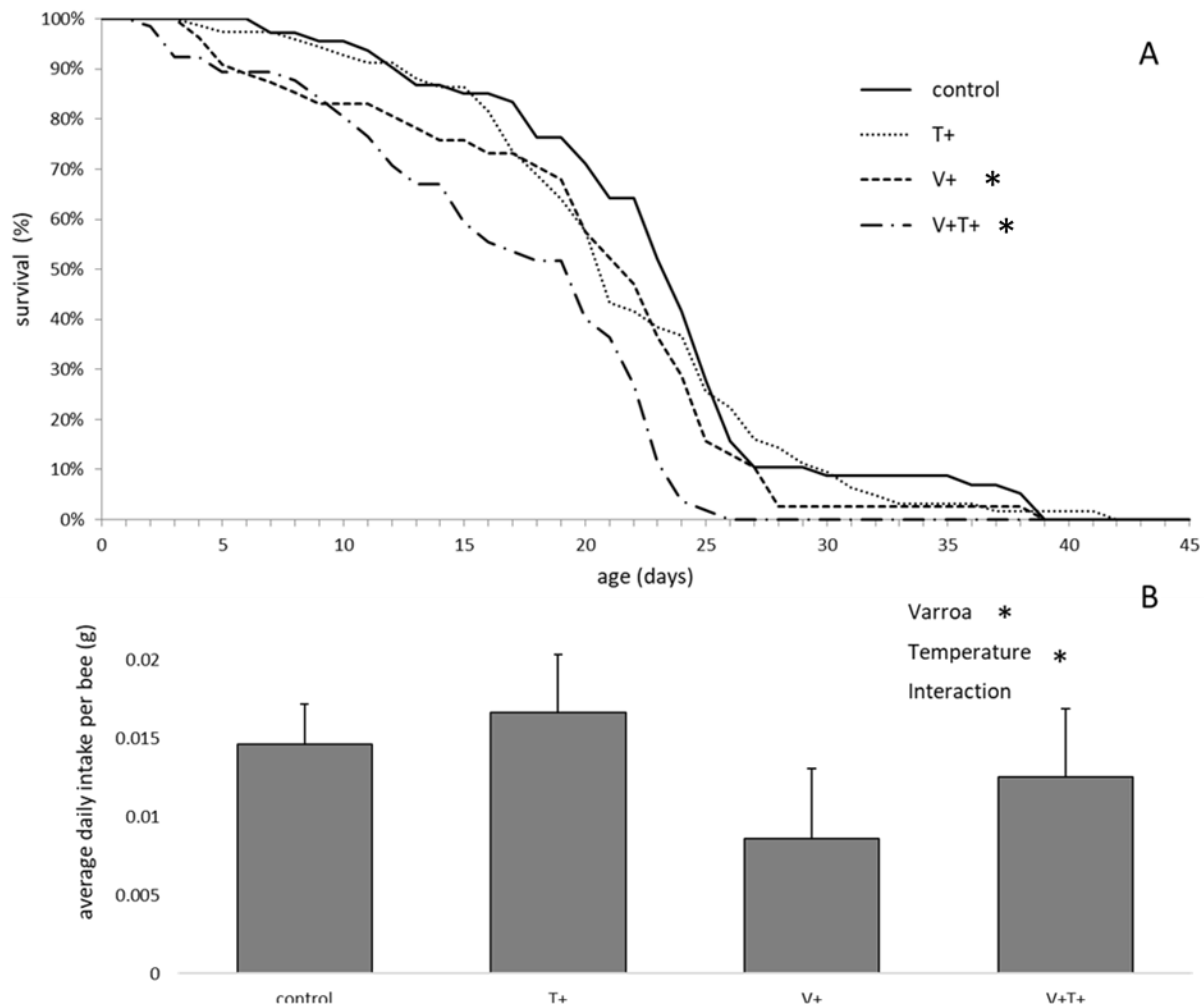 A
100%
90%
80%
70%
60%
50%
40%
30%
20%
10%
0%
survival (%)
control
T+
V+ *
V+T+ *
0 5 10 15 20 25 30 35 40 45
age (days)
B
Varroa *
Temperature *
Interaction
average daily intake per bee (g)
0.02
0.015
0.01
0.005
0
control T+ V+ V+T+